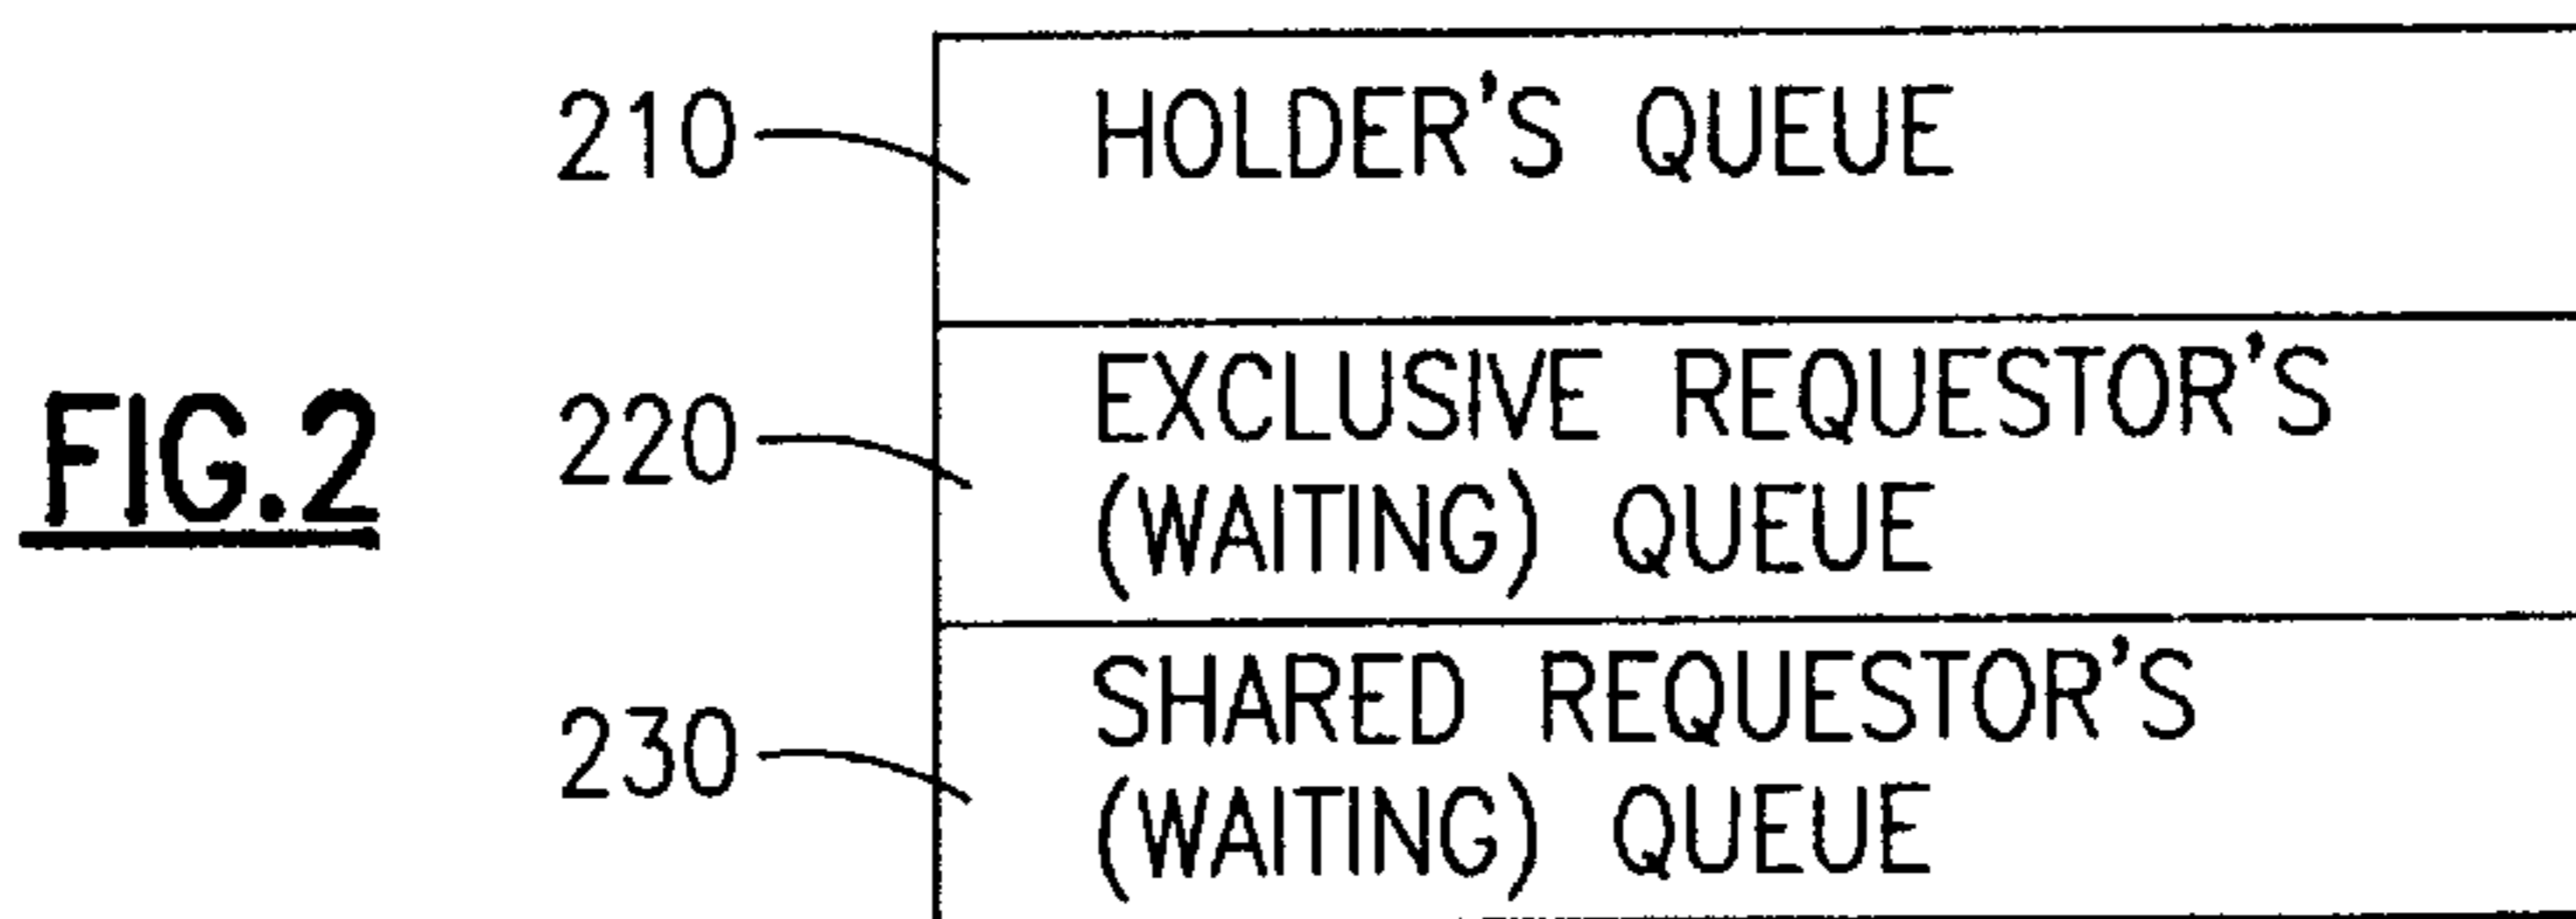 210 HOLDER'S QUEUE
FIG.2
220 EXCLUSIVE REQUESTOR'S
(WAITING) QUEUE
230 SHARED REQUESTOR'S
(WAITING) QUEUE